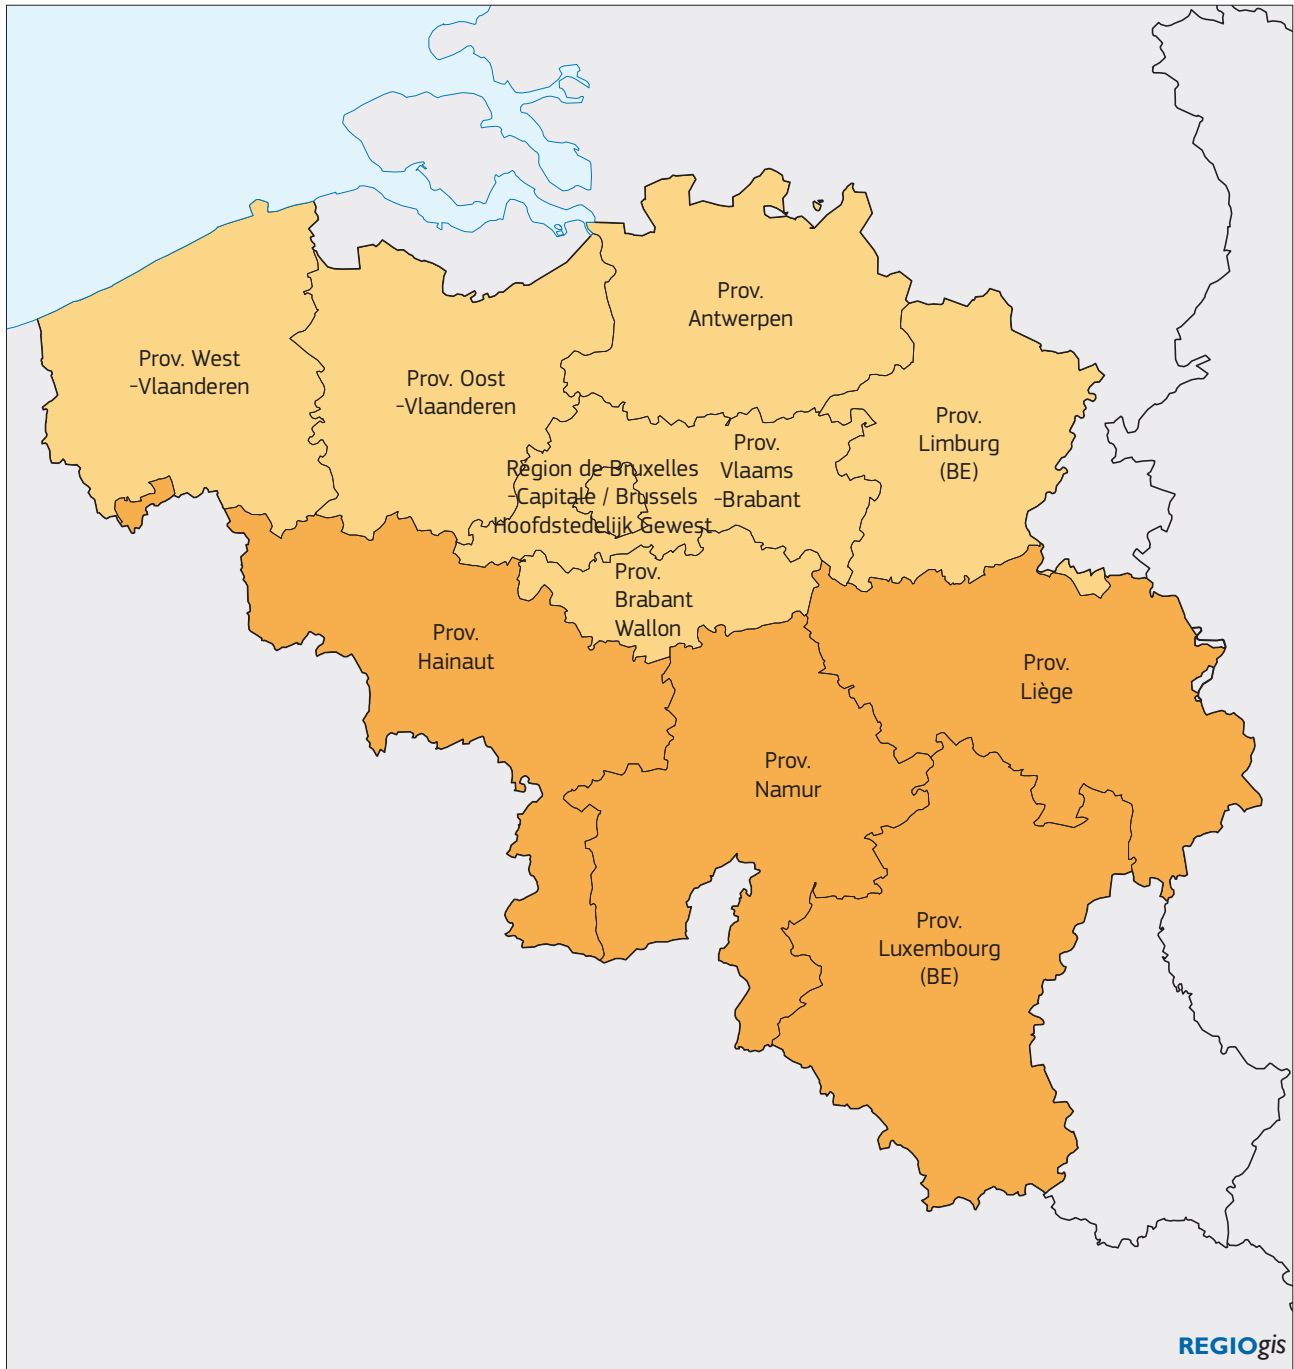 Prov.
Antwerpen
Prov. West
-Vlaanderen
Prov. Oost
-Vlaanderen
Prov.
Limburg
(BE)
Prov.
Vlaams
-Brabant
Région de Bruxelles
-Capitale / Brussels
Hoofdstedelijk Gewest
Prov.
Brabant
Wallon
Prov.
Hainaut
Prov.
Liège
Prov.
Namur
Prov.
Luxembourg
(BE)
REGIOgis